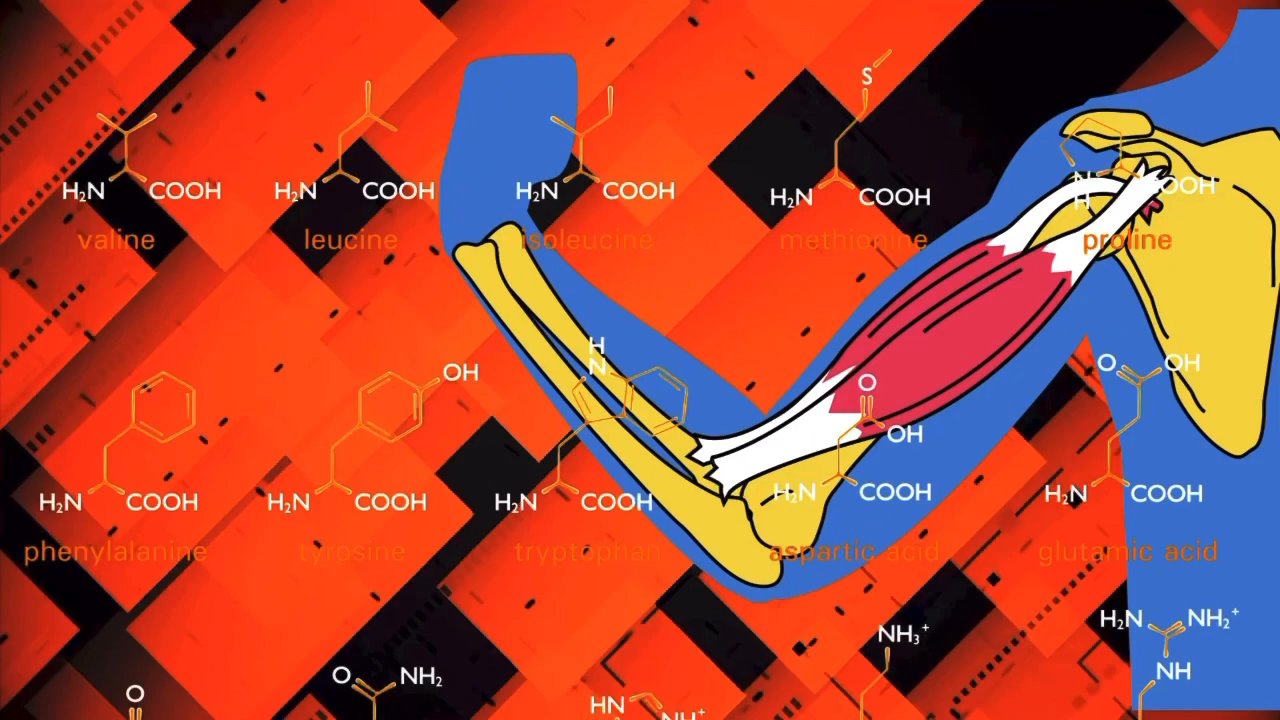 S
H₂N COOH H₂N COOH H₂N COOH H₂N COOH N COOH
H
valine leucine isoleucine methionine proline
H
N
O OH
OH
O
OH
H₂N COOH H₂N COOH H₂N COOH H₂N COOH H₂N COOH
phenylalanine tyrosine tryptophan aspartic acid glutamic acid
H₂N NH₂⁺
NH₃⁺
NH
O NH₂
O
HN NH⁺